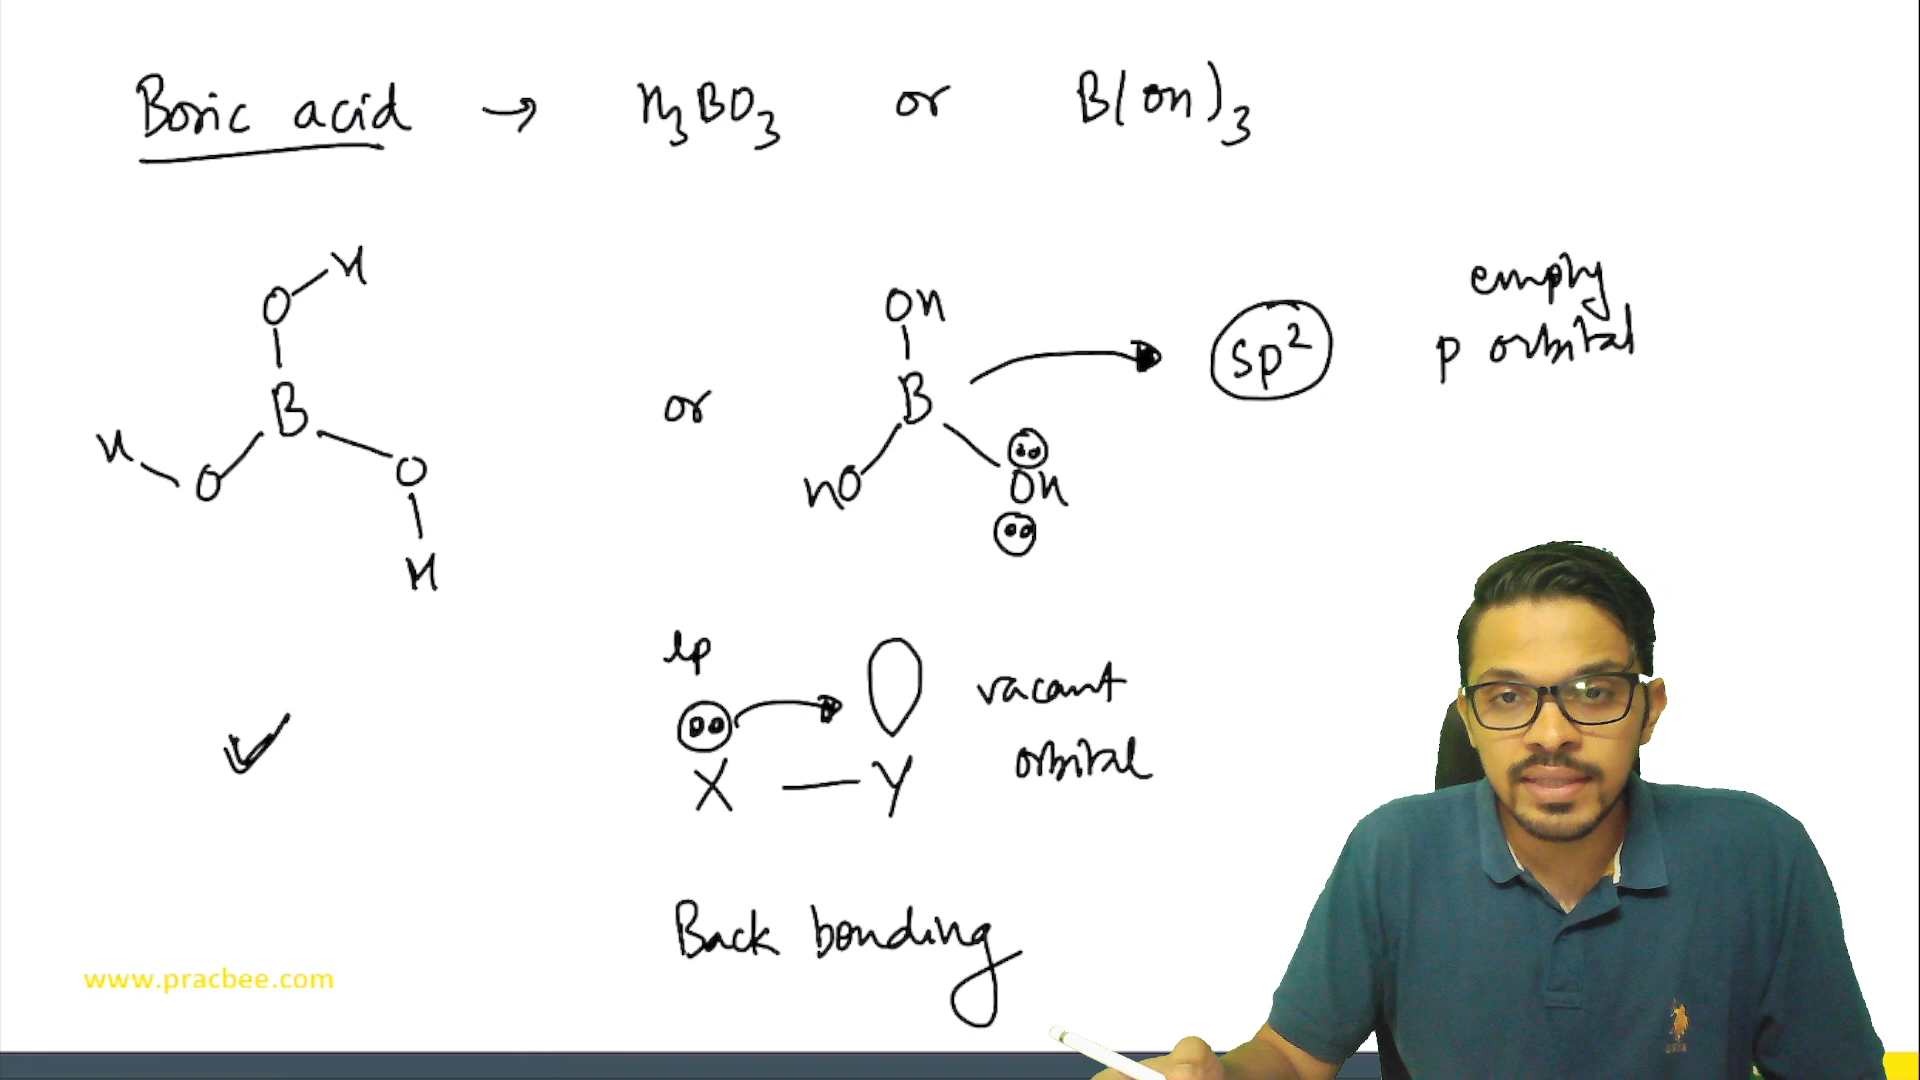 Boric acid → H3BO3 or B(OH)3
O H
B
H O
O
H
or
OH
B
HO
OH
sp2
empty
p orbital
lp
X — Y
vacant
orbital
Back bonding
www.pracbee.com